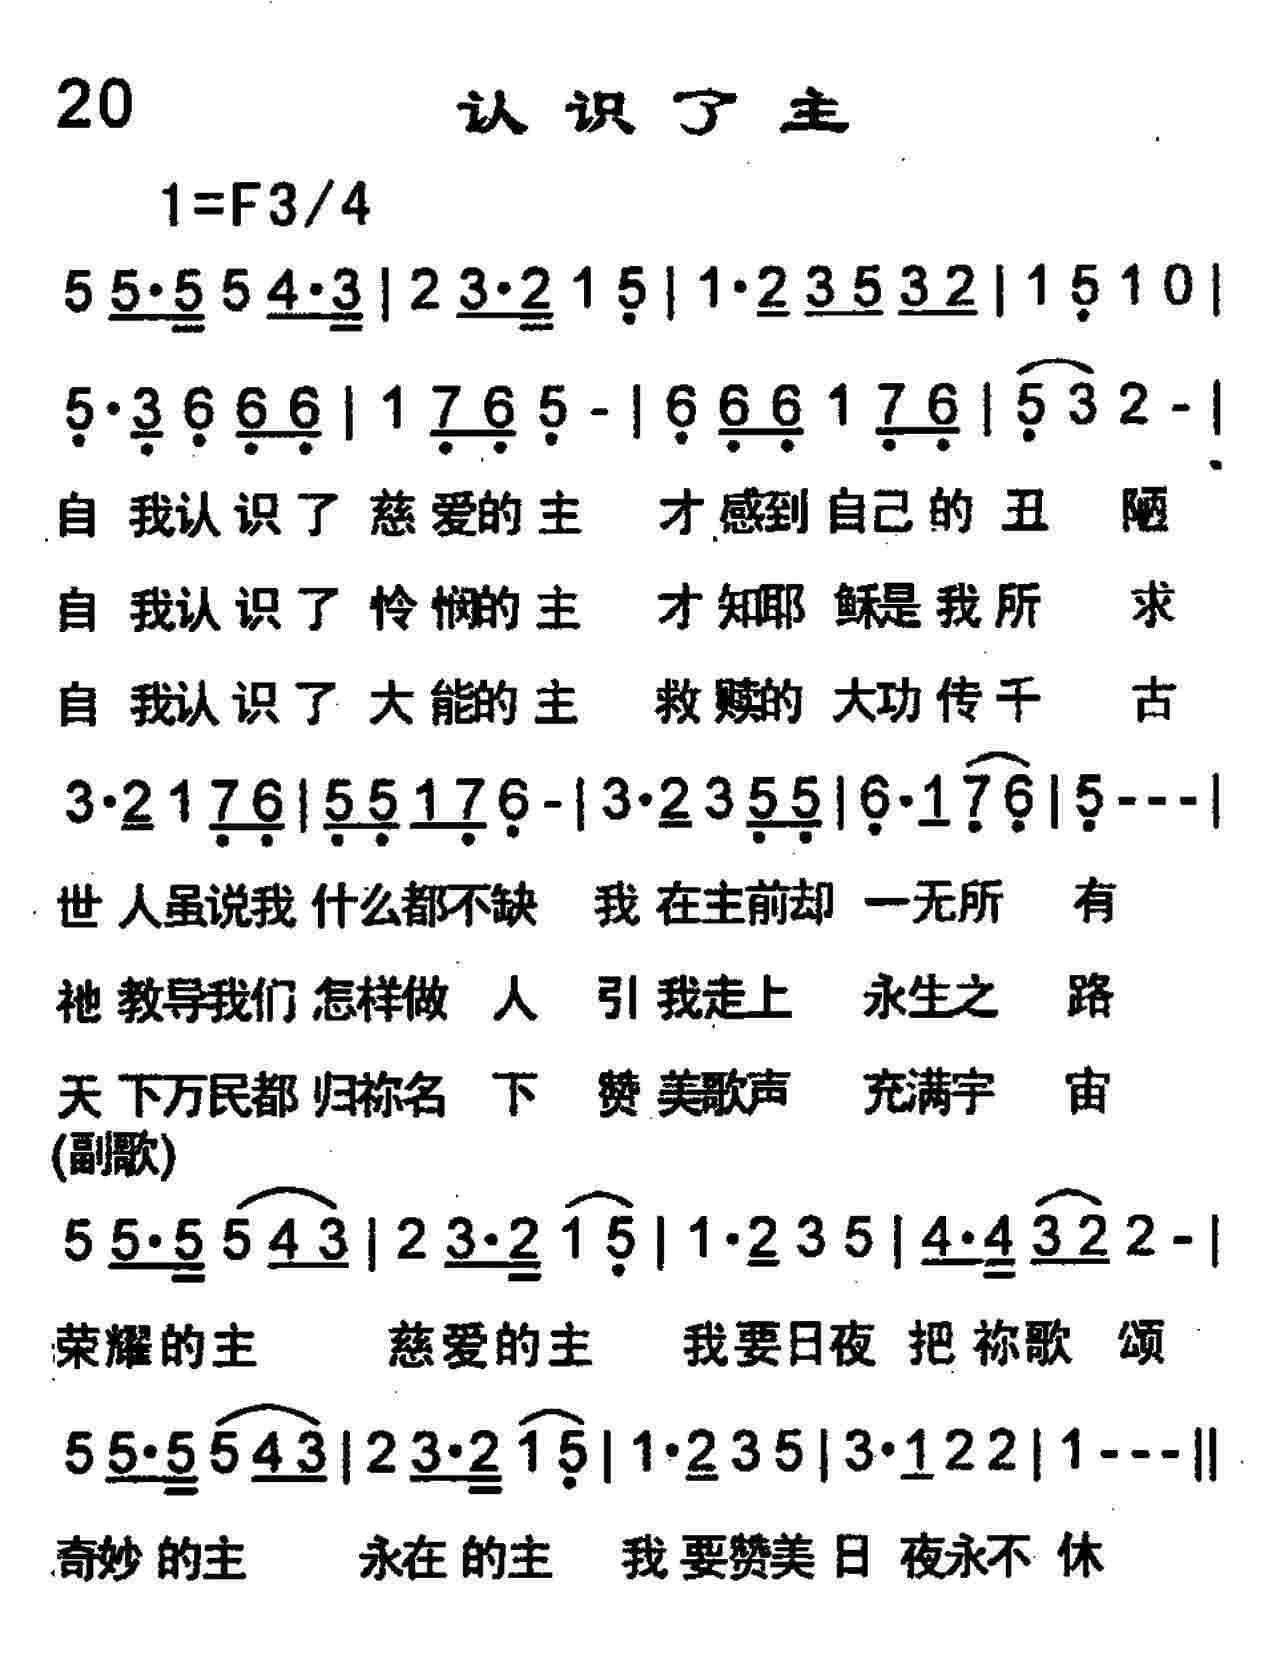 20 认识了主
1=F3/4
5 5·5 5 4·3 | 2 3·2 1 5 | 1·2 3 5 3 2 | 1 5 1 0 |
5·3 6 6 6 | 1 7 6 5 - | 6 6 6 1 7 6 | 5 3 2 - |
自我认识了慈爱的主 才感到自己的丑陋
自我认识了怜悯的主 才知耶稣是我所求
自我认识了大能的主 救赎的大功传千古
3·2 1 7 6 | 5 5 1 7 6 - | 3·2 3 5 5 | 6·1 7 6 | 5 - - - |
世人虽说我什么都不缺 我在主前却一无所有
祂教导我们怎样做人 引我走上永生之路
天下万民都归祢名下 赞美歌声充满宇宙
(副歌)
5 5·5 5 4 3 | 2 3·2 1 5 | 1·2 3 5 | 4·4 3 2 2 - |
荣耀的主 慈爱的主 我要日夜把祢歌颂
5 5·5 5 4 3 | 2 3·2 1 5 | 1·2 3 5 | 3·1 2 2 | 1 - - - ||
奇妙的主 永在的主 我要赞美日夜永不休